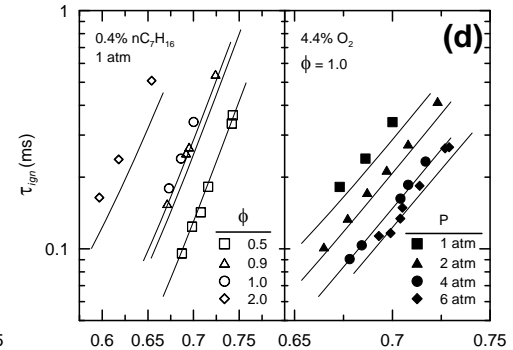 1
0.4% nC7H16
1 atm
4.4% O2
ϕ = 1.0
(d)
τign (ms)
0.1
ϕ
0.5
0.9
1.0
2.0
P
1 atm
2 atm
4 atm
6 atm
5
0.6
0.65
0.7
0.75
0.65
0.7
0.75